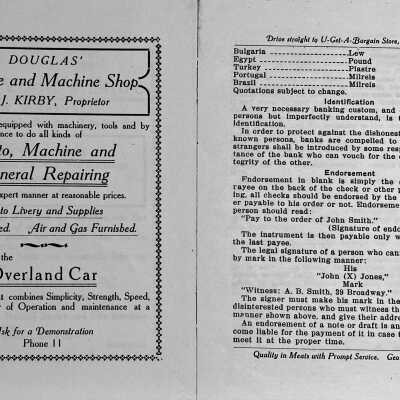 DOUGLAS'
e and Machine Shop
J. KIRBY, Proprietor
equipped with machinery, tools and by
nce to do all kinds of
to, Machine and
neral Repairing
xpert manner at reasonable prices.
to Livery and Supplies
ed. Air and Gas Furnished.
the
Overland Car
t combines Simplicity, Strength, Speed,
r of Operation and maintenance at a
Ask for a Demonstration
Phone 11
Drive straight to U-Get-A-Bargain Store,
Bulgaria ---------- Lew
Egypt ---------- Pound
Turkey ---------- Piastre
Portugal ---------- Milreis
Brazil ---------- Milreis
Quotations subject to change.
Identification
A very necessary banking custom, and
persons but imperfectly understand, is t
identification.
In order to protect against the dishonest
known persons, banks are compelled to
strangers shall be introduced by some resp
tance of the bank who can vouch for the
tegrity of the other.
Endorsement
Endorsement in blank is simply the
rayee on the back of the check or other p
ing, all checks should be endorsed by the
er payable to his order or not. Endorseme
person should read:
"Pay to the order of John Smith."
(Signature of endo
The instrument is then payable only w
the last payee.
The legal signature of a person who can
by mark in the following manner:
His
"John (X) Jones,"
Mark
"Witness: A. B. Smith, 39 Broadway."
The signer must make his mark in the
disinterested persons who must witness th
manner shown above, and give their addre
An endorsement of a note or draft is an
come liable for the payment of it in case t
meet it at the proper time.
Quality in Meats with Prompt Service. Geo